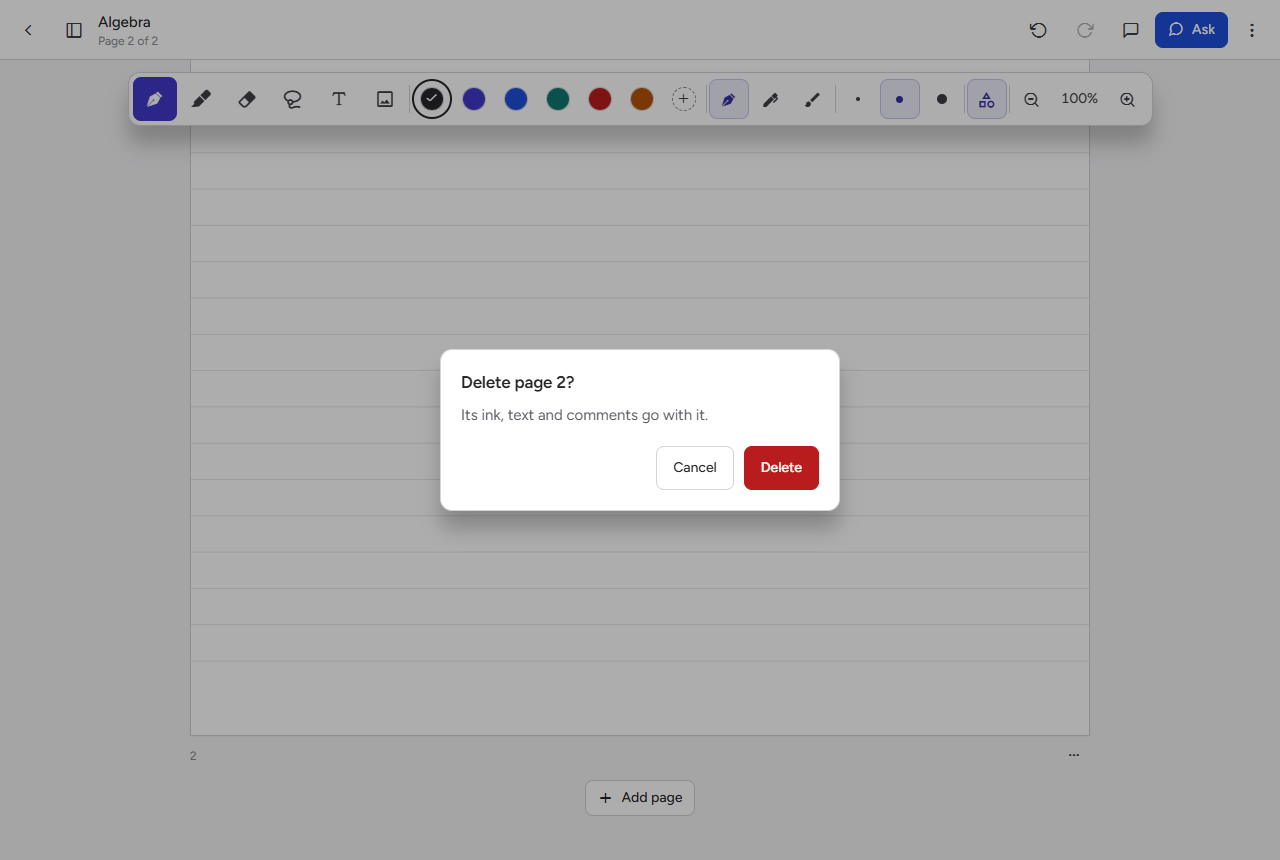 Algebra
Page 2 of 2
Ask
T
100%
Delete page 2?
Its ink, text and comments go with it.
Cancel
Delete
2
Add page